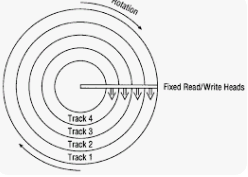 Rotation
Fixed Read/Write Heads
Track 4
Track 3
Track 2
Track 1